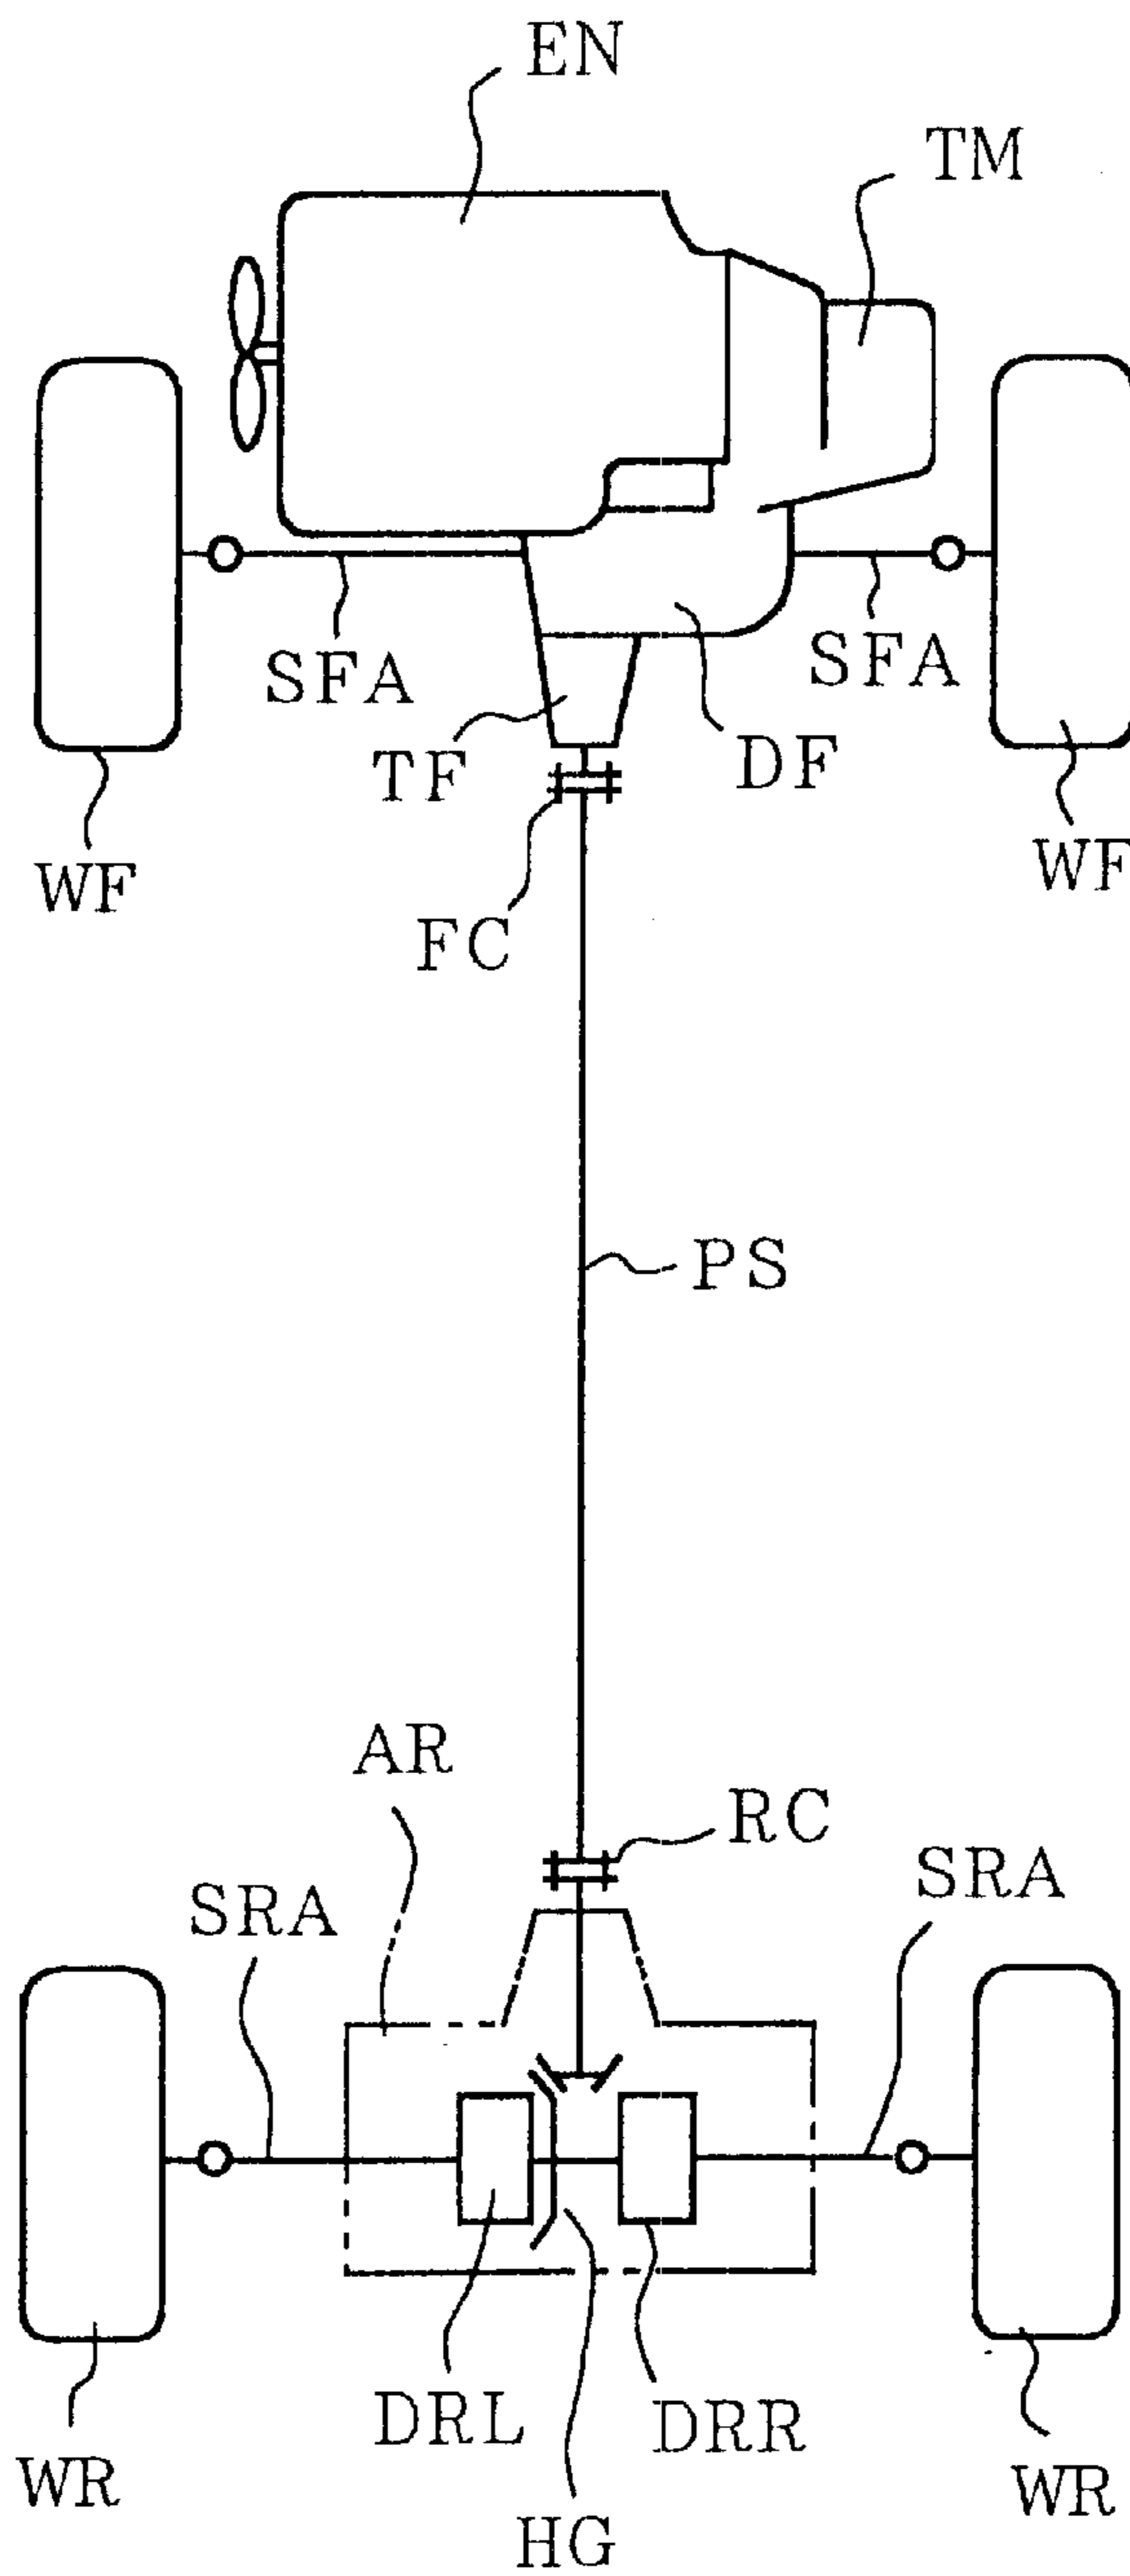 EN
TM
SFA
SFA
TF
DF
WF
WF
FC
PS
AR
RC
SRA
SRA
DRL
DRR
WR
WR
HG